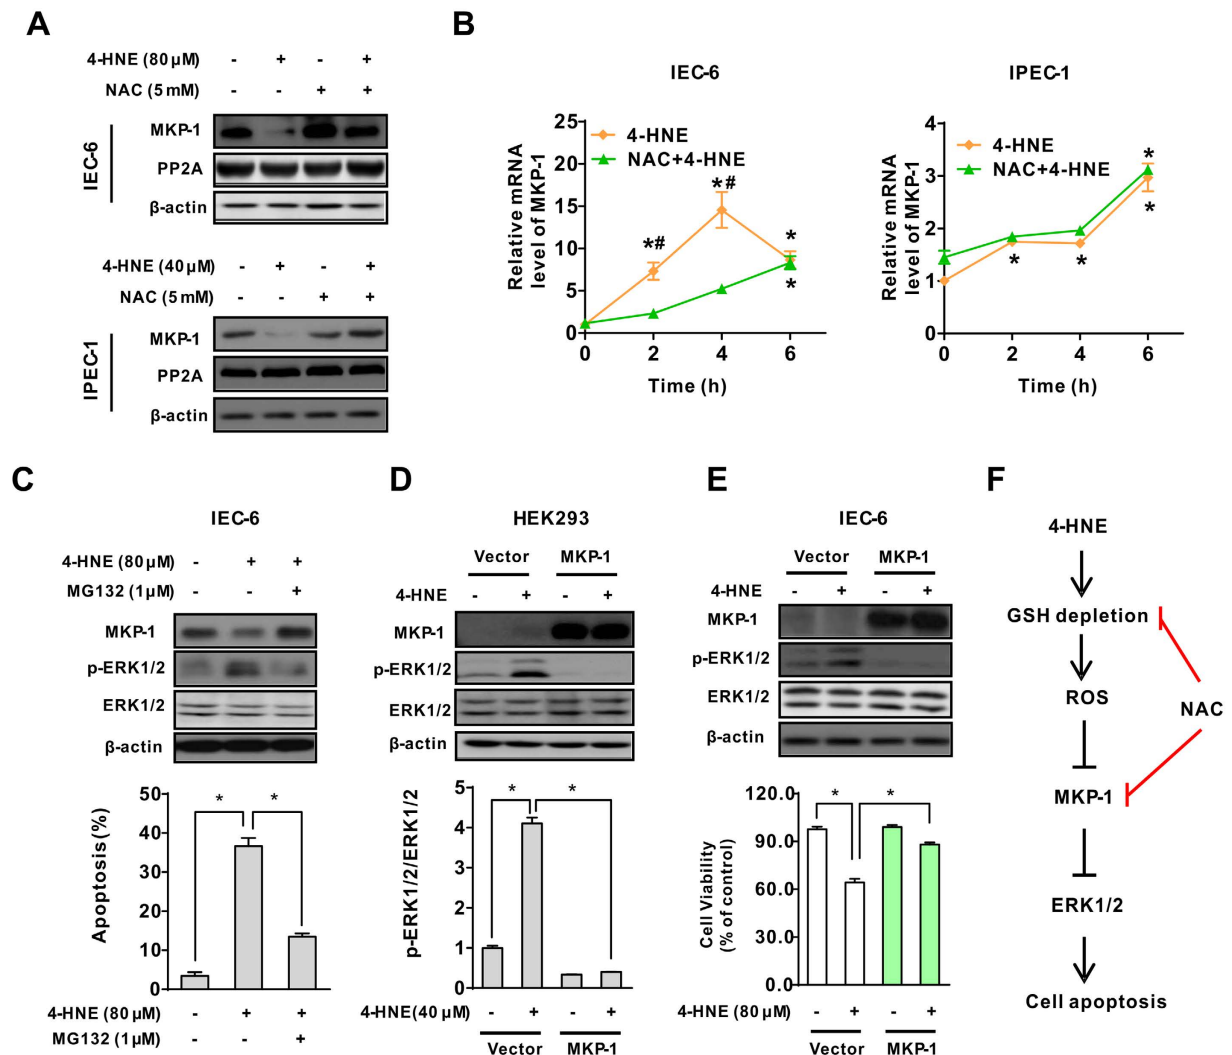 A
4-HNE (80 µM) - + - +
NAC (5 mM) - - + +
IEC-6
MKP-1
PP2A
β-actin
4-HNE (40 µM) - + - +
NAC (5 mM) - - + +
IPEC-1
MKP-1
PP2A
β-actin
B
IEC-6
Relative mRNA
level of MKP-1
25
20
15
10
5
0
4-HNE
NAC+4-HNE
*#
*#
*
*
0 2 4 6
Time (h)
IPEC-1
Relative mRNA
level of MKP-1
4
3
2
1
0
4-HNE
NAC+4-HNE
*
*
*
*
0 2 4 6
Time (h)
C
IEC-6
4-HNE (80 µM) - + +
MG132 (1µM) - - +
MKP-1
p-ERK1/2
ERK1/2
β-actin
Apoptosis (%)
50
40
30
20
10
0
* *
4-HNE (80 µM) - + +
MG132 (1µM) - - +
D
HEK293
Vector MKP-1
4-HNE - + - +
MKP-1
p-ERK1/2
ERK1/2
β-actin
p-ERK1/2/ERK1/2
5
4
3
2
1
0
* *
4-HNE(40 µM) - + - +
Vector MKP-1
E
IEC-6
Vector MKP-1
4-HNE - + - +
MKP-1
p-ERK1/2
ERK1/2
β-actin
Cell Viability
(% of control)
120.0
90.0
60.0
30.0
0.0
* *
4-HNE (80 µM) - + - +
Vector MKP-1
F
4-HNE
GSH depletion
ROS
NAC
MKP-1
ERK1/2
Cell apoptosis